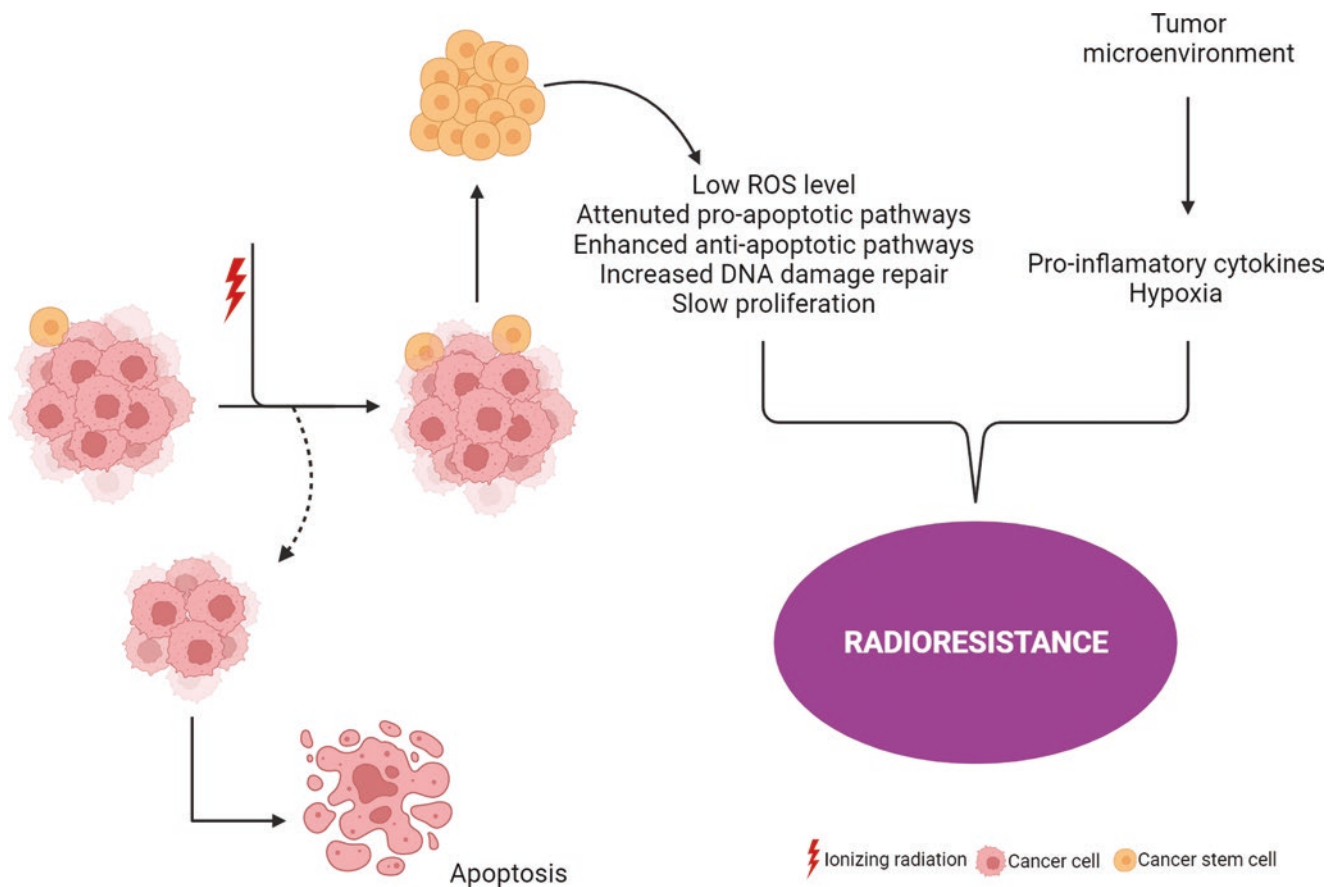 Tumor
microenvironment
Low ROS level
Attenuted pro-apoptotic pathways
Enhanced anti-apoptotic pathways
Increased DNA damage repair
Slow proliferation
Pro-inflamatory cytokines
Hypoxia
RADIORESISTANCE
Apoptosis
Ionizing radiation
Cancer cell
Cancer stem cell